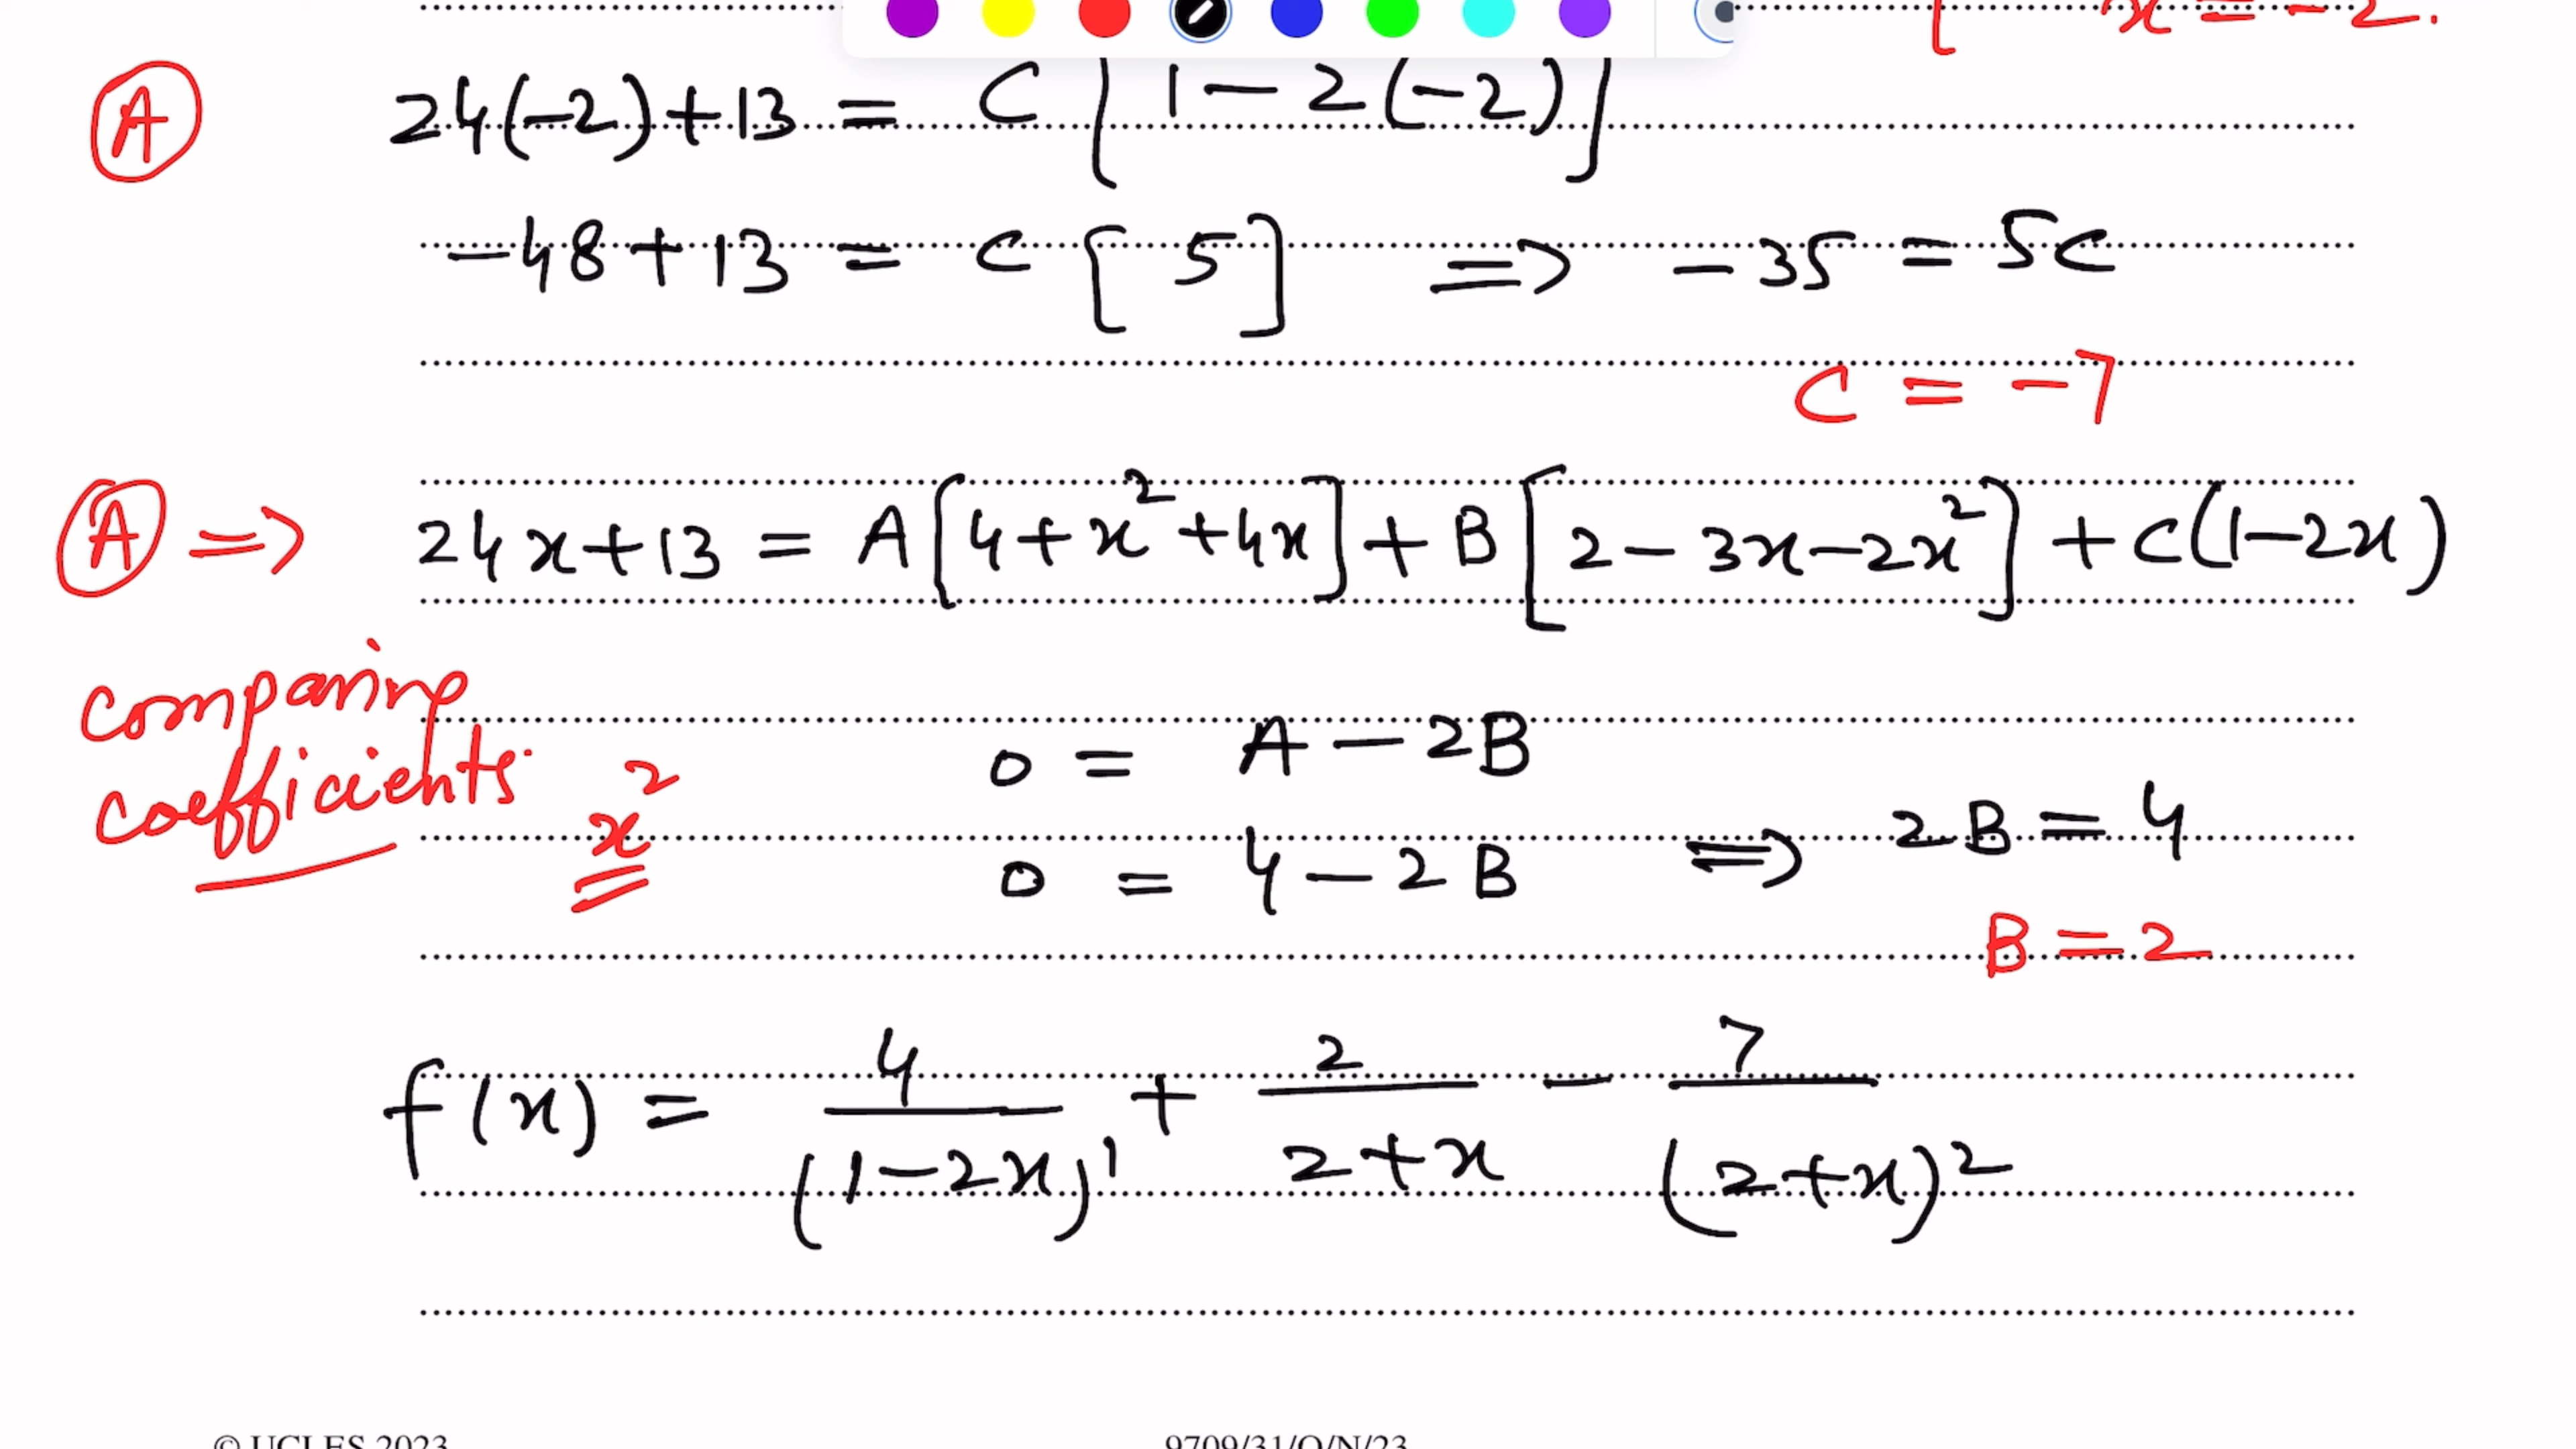 x = -2.
A 24(-2)+13 = C [ 1 - 2(-2) ]
-48+13 = C [ 5 ] => -35 = 5C
C = -7
A => 24x+13 = A[4+x²+4x] + B[2-3x-2x²] + C(1-2x)
comparing
coefficients.
x²
0 = A - 2B
0 = 4 - 2B => 2B = 4
B = 2
f(x) = 4/(1-2x)¹ + 2/(2+x) - 7/(2+x)²
© UCLES 2023 9709/31/O/N/23